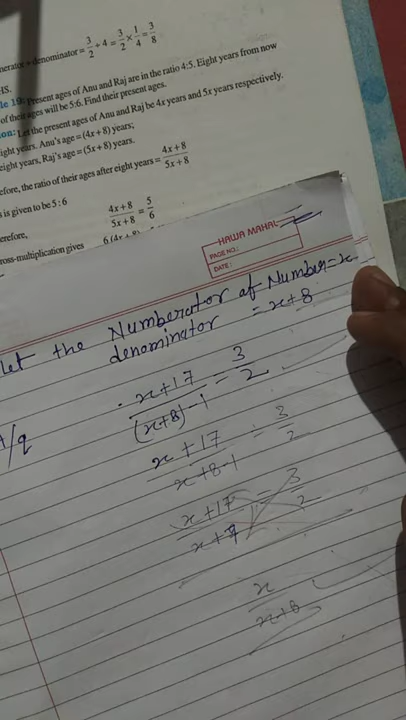 denominator = 3/2 ÷ 4 = 3/2 × 1/4 = 3/8
HS.
Present ages of Anu and Raj are in the ratio 4:5. Eight years from now
of their ages will be 5:6. Find their present ages.
Let the present ages of Anu and Raj be 4x years and 5x years respectively.
eight years. Anu's age = (4x + 8) years;
eight years, Raj's age = (5x + 8) years.
efore, the ratio of their ages after eight years = 4x + 8 / 5x + 8
s is given to be 5 : 6
erefore, 4x + 8 / 5x + 8 = 5/6
ross-multiplication gives
HAWA MAHAL
PAGE NO.:
DATE:
let the Numberator of Number = x
denominator = x+8
A/q x+17 / (x+8)-1 = 3/2
x+17 / x+8-1 = 3/2
x+17 / x+7 = 3/2
x / x+8